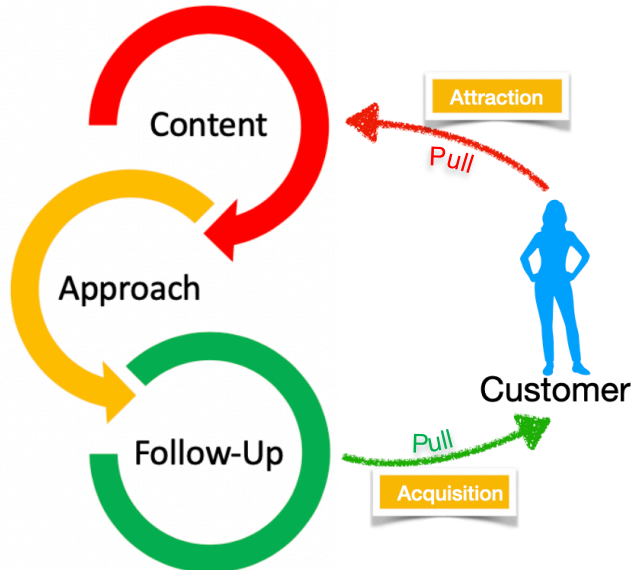 Attraction
Content
Pull
Approach
Customer
Pull
Follow-Up
Acquisition